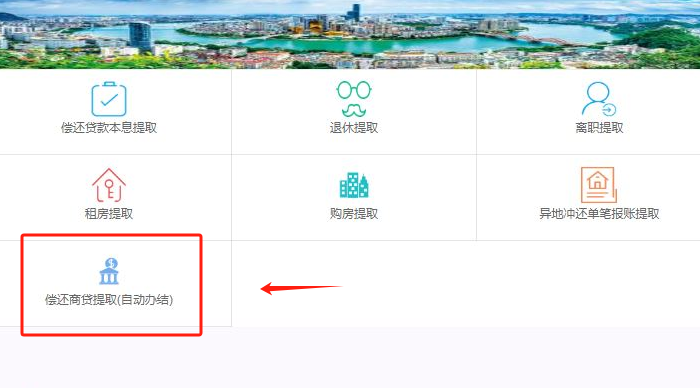 偿还贷款本息提取
退休提取
离职提取
租房提取
购房提取
异地冲还单笔报账提取
偿还商贷提取(自动办结)